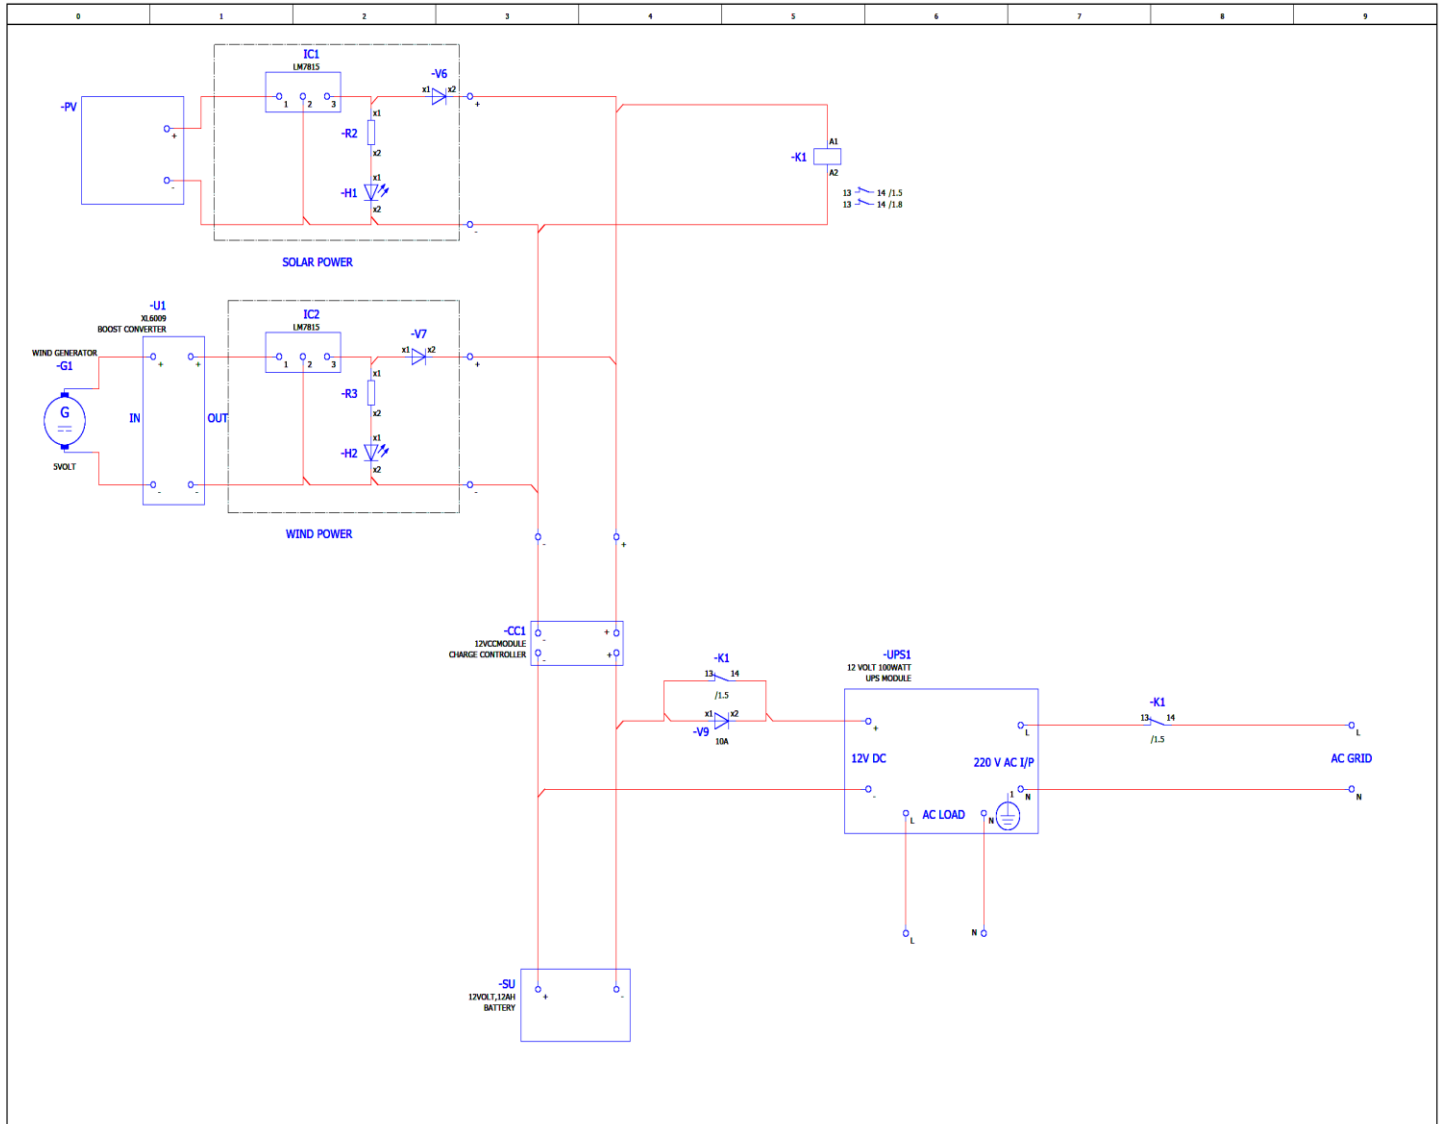 0 1 2 3 4 5 6 7 8 9
IC1
LM7815
-V6
x1 x2
-PV
1 2 3
+
+
x1
-R2
x2
A1
-K1
A2
x1
-H1
x2
-
13 14 /1.5
13 14 /1.8
-
SOLAR POWER
-U1
XL6009
BOOST CONVERTER
IC2
LM7815
-V7
x1 x2
WIND GENERATOR
-G1
+ +
1 2 3
+
x1
-R3
x2
G
IN OUT
x1
-H2
x2
5VOLT
- -
-
WIND POWER
- +
-CC1
12VCCMODULE
CHARGE CONTROLLER
- +
- +
-K1
13 14
/1.5
x1 x2
-V9
10A
-UPS1
12 VOLT 100WATT
UPS MODULE
+
12V DC
-
L
220 V AC I/P
1 N
L AC LOAD N
L N
-K1
13 14
/1.5
L
AC GRID
N
-SU
12VOLT,12AH
BATTERY
+ -